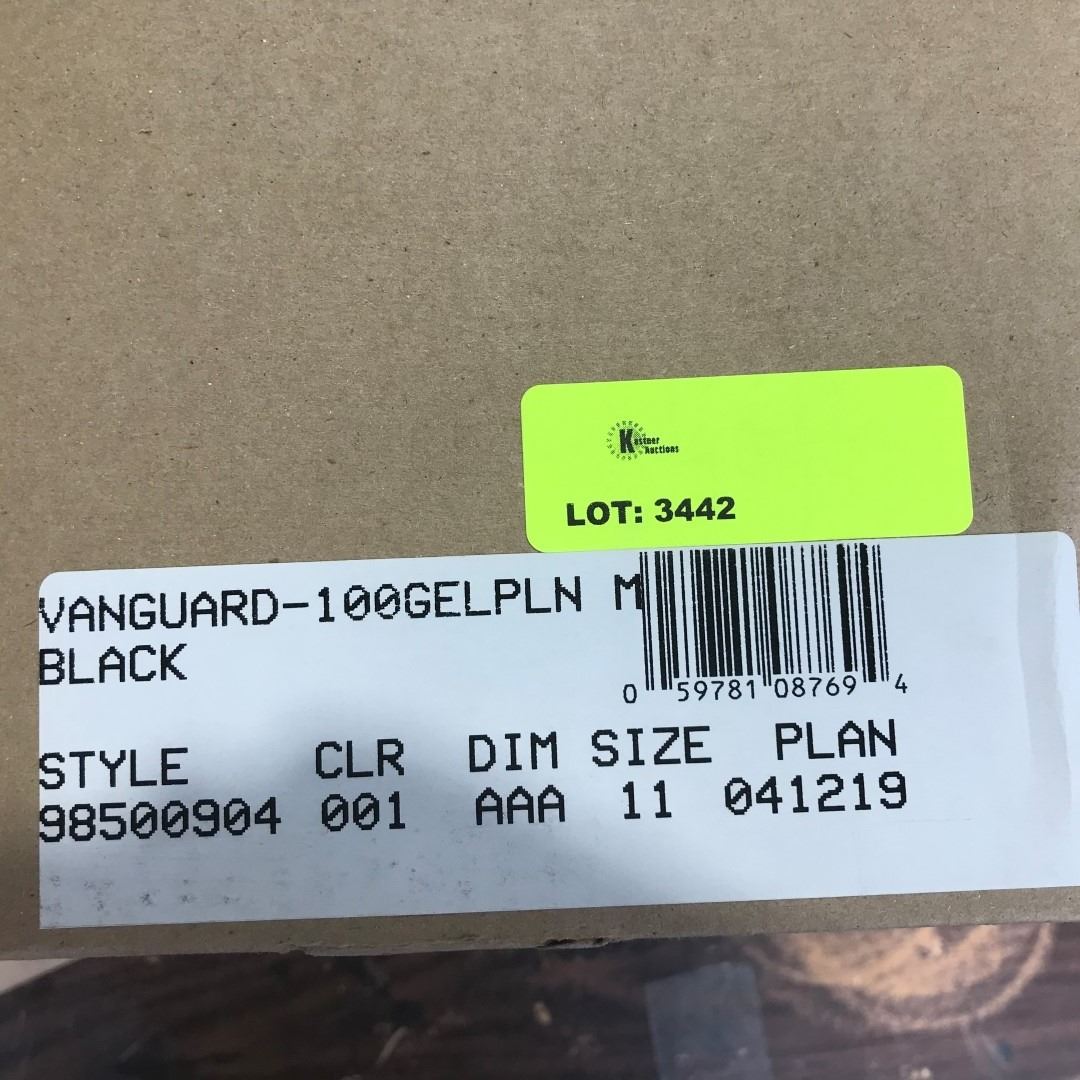 Kastner
Auctions
LOT: 3442
VANGUARD-100GELPLN M
BLACK
0 59781 08769 4
STYLE CLR DIM SIZE PLAN
98500904 001 AAA 11 041219